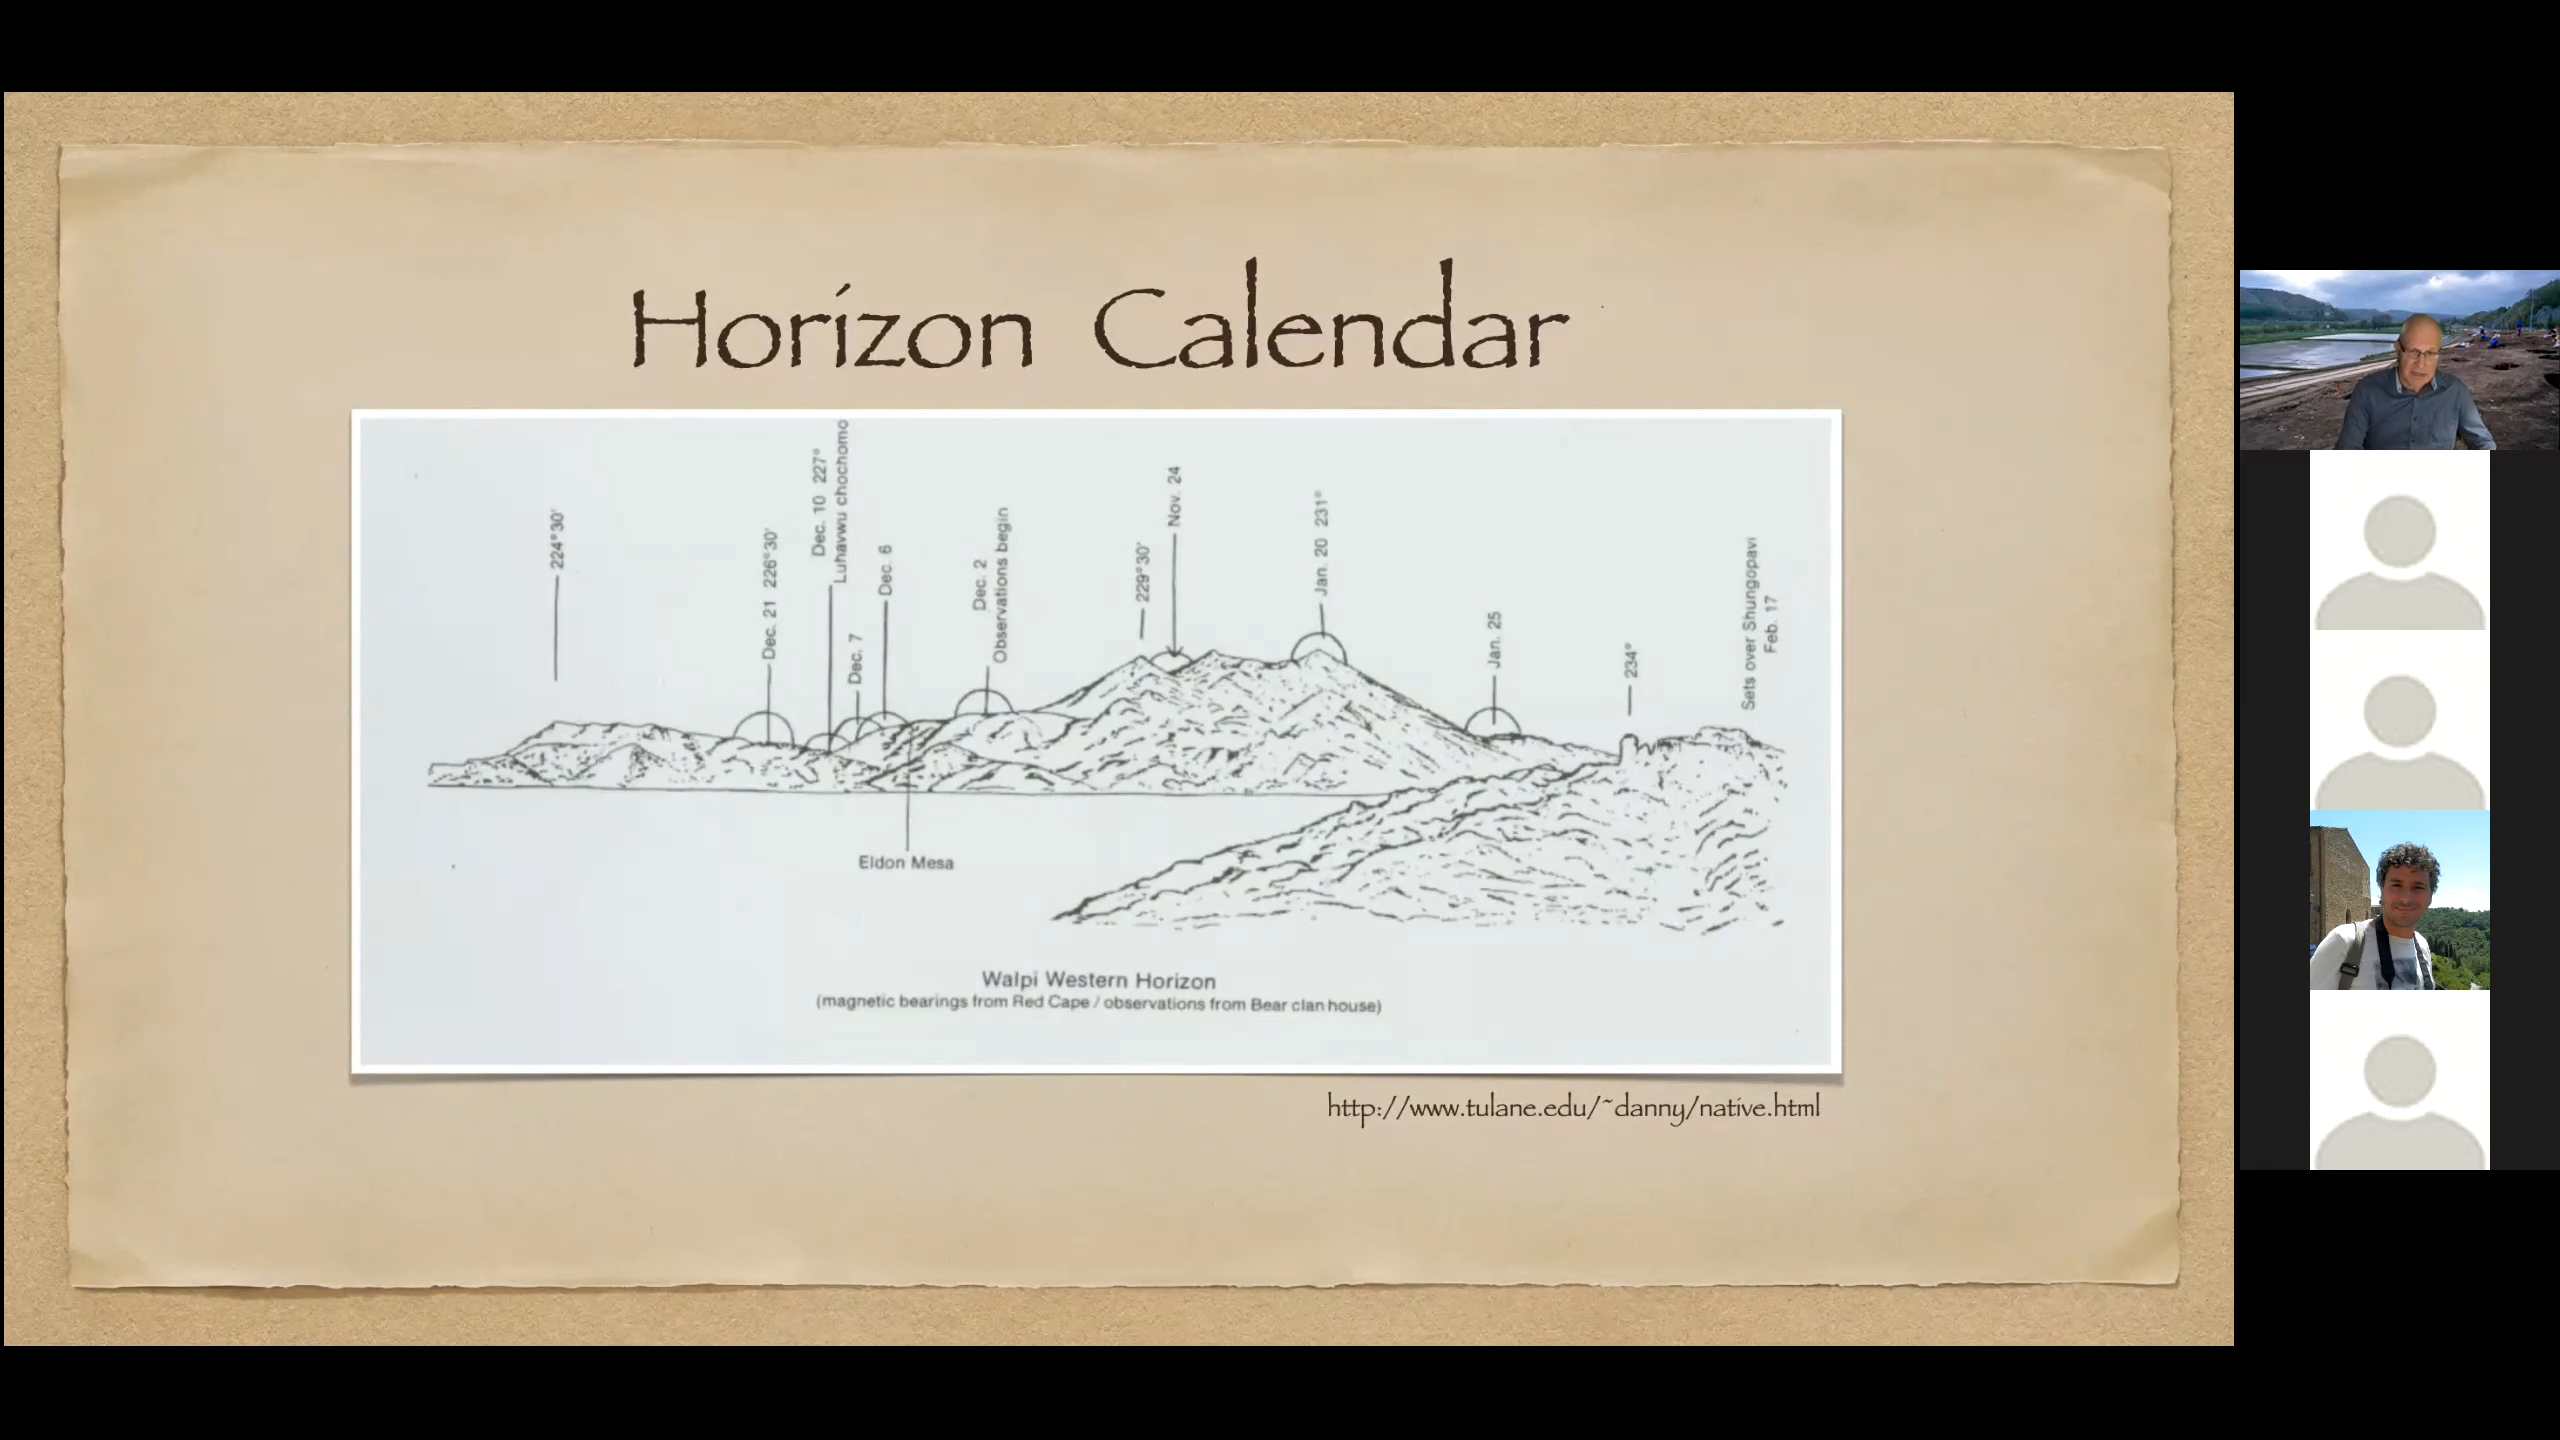 Horizon Calendar
224°30'
Dec. 21 226°30'
Dec. 10 227°
Luhavwu chochomo
Dec. 7
Dec. 6
Dec. 2
Observations begin
229°30'
Nov. 24
Jan. 20 231°
Jan. 25
234°
Sets over Shungopavi
Feb. 17
Eldon Mesa
Walpi Western Horizon
(magnetic bearings from Red Cape / observations from Bear clan house)
http://www.tulane.edu/~danny/native.html